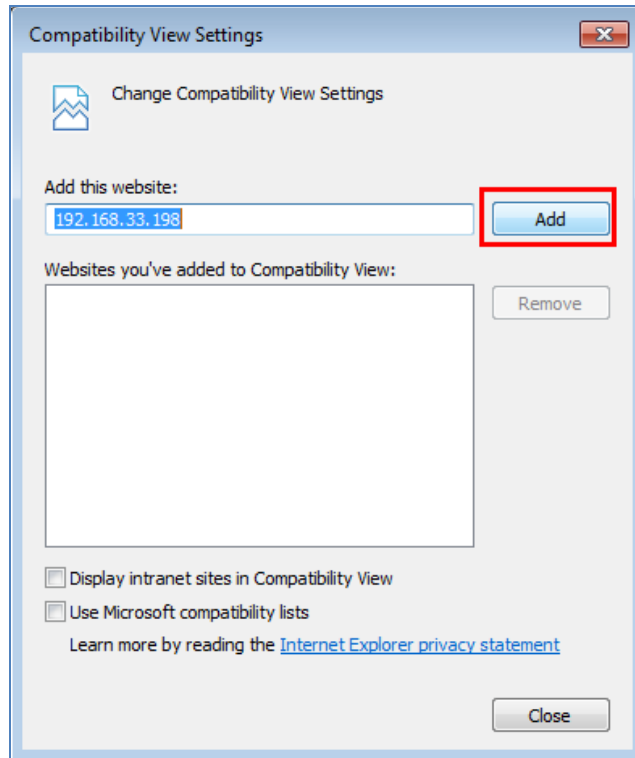 Compatibility View Settings
Change Compatibility View Settings
Add this website:
192.168.33.198
Add
Websites you've added to Compatibility View:
Remove
Display intranet sites in Compatibility View
Use Microsoft compatibility lists
Learn more by reading the Internet Explorer privacy statement
Close